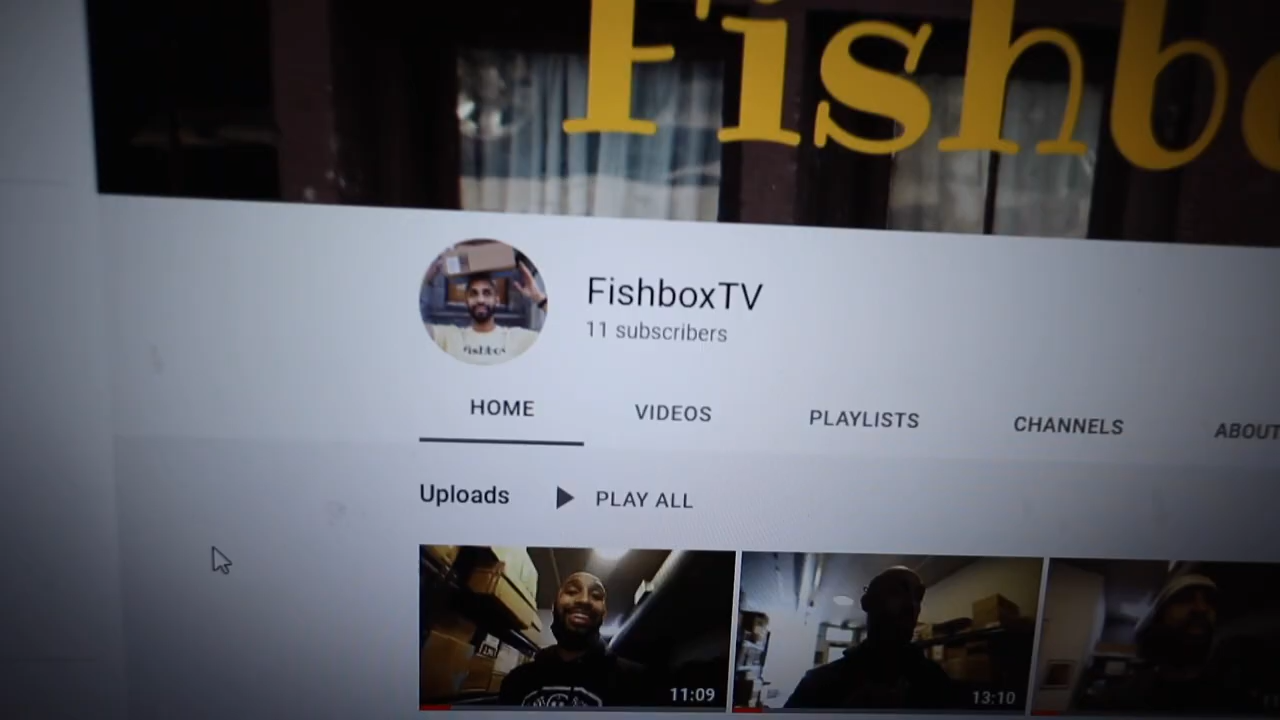 Fishb
FishboxTV
11 subscribers
HOME VIDEOS PLAYLISTS CHANNELS ABOUT
Uploads PLAY ALL
11:09 13:10